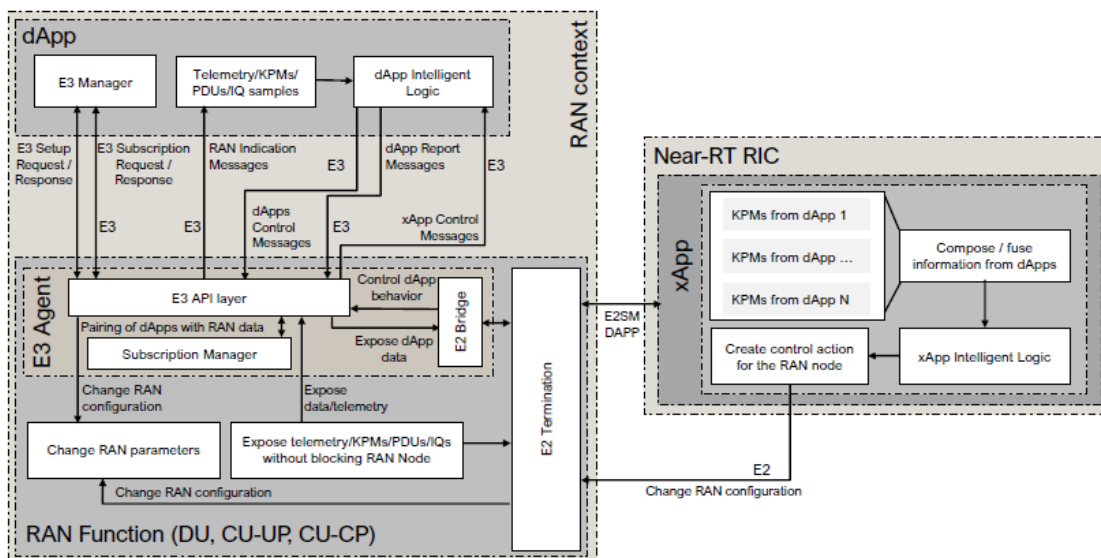 dApp
E3 Manager
Telemetry/KPMs/
PDUs/IQ samples
dApp Intelligent
Logic
RAN context
E3 Setup
Request /
Response
E3 Subscription
Request /
Response
RAN Indication
Messages
E3
dApp Report
Messages
E3
E3
E3
dApps
Control
Messages
E3
xApp Control
Messages
E3 Agent
E3 API layer
Control dApp
behavior
E2 Bridge
Pairing of dApps with RAN data
Subscription Manager
Expose dApp
data
Change RAN
configuration
Expose
data/telemetry
Change RAN parameters
Expose telemetry/KPMs/PDUs/IQs
without blocking RAN Node
E2 Termination
Change RAN configuration
RAN Function (DU, CU-UP, CU-CP)
E2SM
DAPP
Near-RT RIC
xApp
KPMs from dApp 1
KPMs from dApp ...
KPMs from dApp N
Compose / fuse
information from dApps
Create control action
for the RAN node
xApp Intelligent Logic
E2
Change RAN configuration